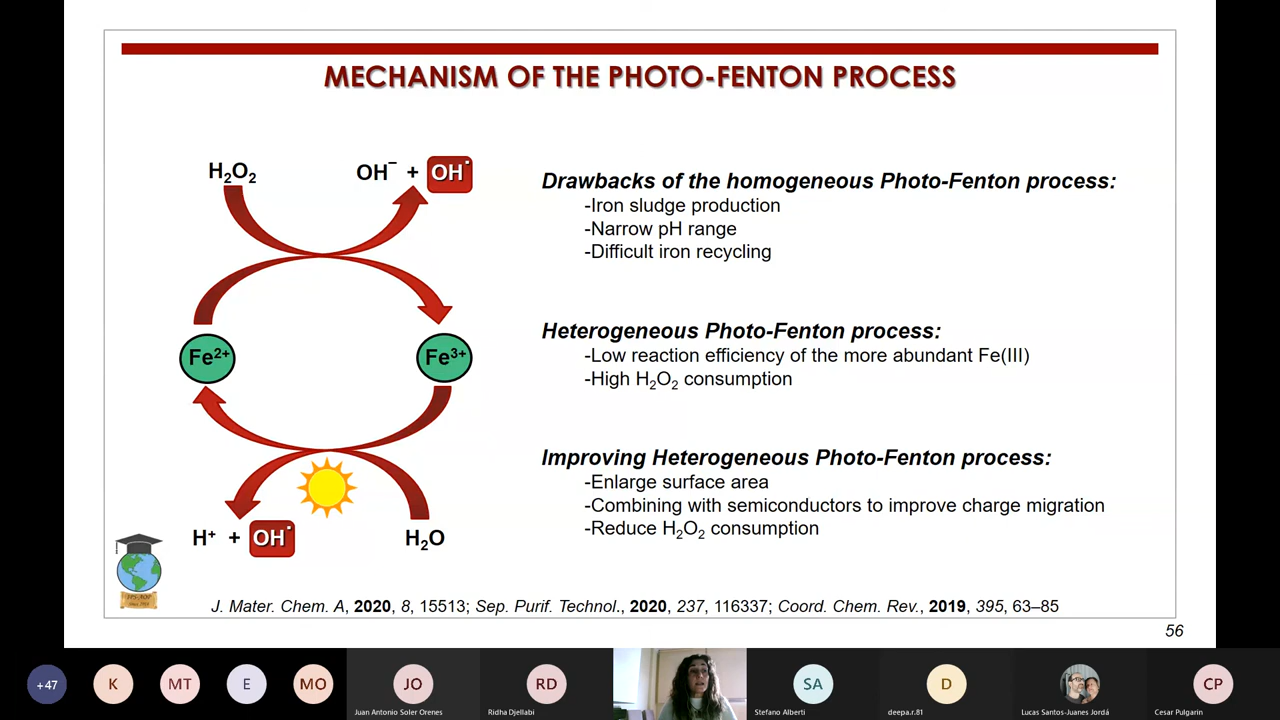 MECHANISM OF THE PHOTO-FENTON PROCESS
H₂O₂
OH⁻ + OH˙
Fe²⁺
Fe³⁺
H⁺ + OH˙
H₂O
Drawbacks of the homogeneous Photo-Fenton process:
-Iron sludge production
-Narrow pH range
-Difficult iron recycling
Heterogeneous Photo-Fenton process:
-Low reaction efficiency of the more abundant Fe(III)
-High H₂O₂ consumption
Improving Heterogeneous Photo-Fenton process:
-Enlarge surface area
-Combining with semiconductors to improve charge migration
-Reduce H₂O₂ consumption
J. Mater. Chem. A, 2020, 8, 15513; Sep. Purif. Technol., 2020, 237, 116337; Coord. Chem. Rev., 2019, 395, 63–85
56
+47
K
MT
E
MO
JO
RD
SA
D
CP
Juan Antonio Soler Orenes
Ridha Djellabi
Stefano Alberti
deepa.r.81
Lucas Santos-Juanes Jordá
Cesar Pulgarin